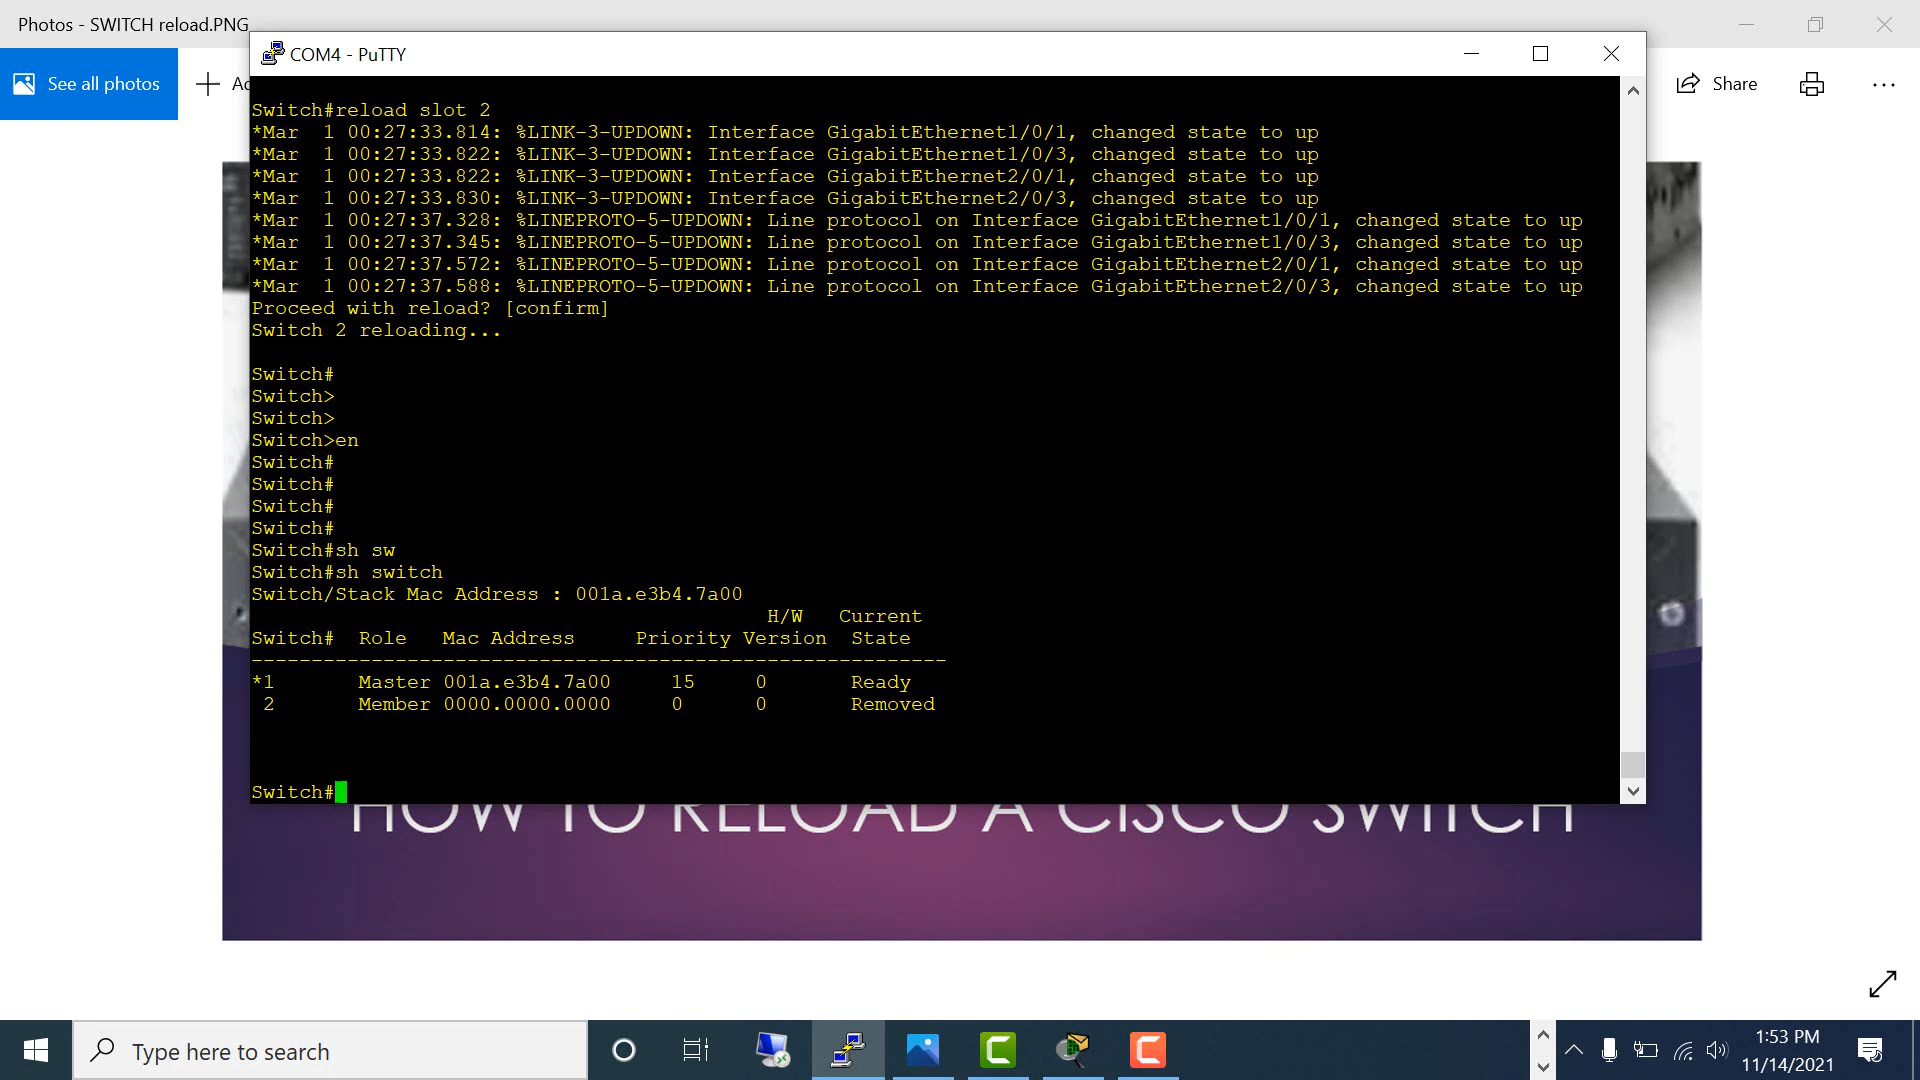 Photos - SWITCH reload.PNG
COM4 - PuTTY
See all photos
Share
Switch#reload slot 2
*Mar  1 00:27:33.814: %LINK-3-UPDOWN: Interface GigabitEthernet1/0/1, changed state to up
*Mar  1 00:27:33.822: %LINK-3-UPDOWN: Interface GigabitEthernet1/0/3, changed state to up
*Mar  1 00:27:33.822: %LINK-3-UPDOWN: Interface GigabitEthernet2/0/1, changed state to up
*Mar  1 00:27:33.830: %LINK-3-UPDOWN: Interface GigabitEthernet2/0/3, changed state to up
*Mar  1 00:27:37.328: %LINEPROTO-5-UPDOWN: Line protocol on Interface GigabitEthernet1/0/1, changed state to up
*Mar  1 00:27:37.345: %LINEPROTO-5-UPDOWN: Line protocol on Interface GigabitEthernet1/0/3, changed state to up
*Mar  1 00:27:37.572: %LINEPROTO-5-UPDOWN: Line protocol on Interface GigabitEthernet2/0/1, changed state to up
*Mar  1 00:27:37.588: %LINEPROTO-5-UPDOWN: Line protocol on Interface GigabitEthernet2/0/3, changed state to up
Proceed with reload? [confirm]
Switch 2 reloading...
Switch#
Switch>
Switch>
Switch>en
Switch#
Switch#
Switch#
Switch#
Switch#sh sw
Switch#sh switch
Switch/Stack Mac Address : 001a.e3b4.7a00
H/W   Current
Switch#  Role   Mac Address     Priority Version  State
----------------------------------------------------------
*1       Master 001a.e3b4.7a00     15     0       Ready
2       Member 0000.0000.0000     0      0       Removed
Switch#
HOW TO RELOAD A CISCO SWITCH
Type here to search
1:53 PM
11/14/2021